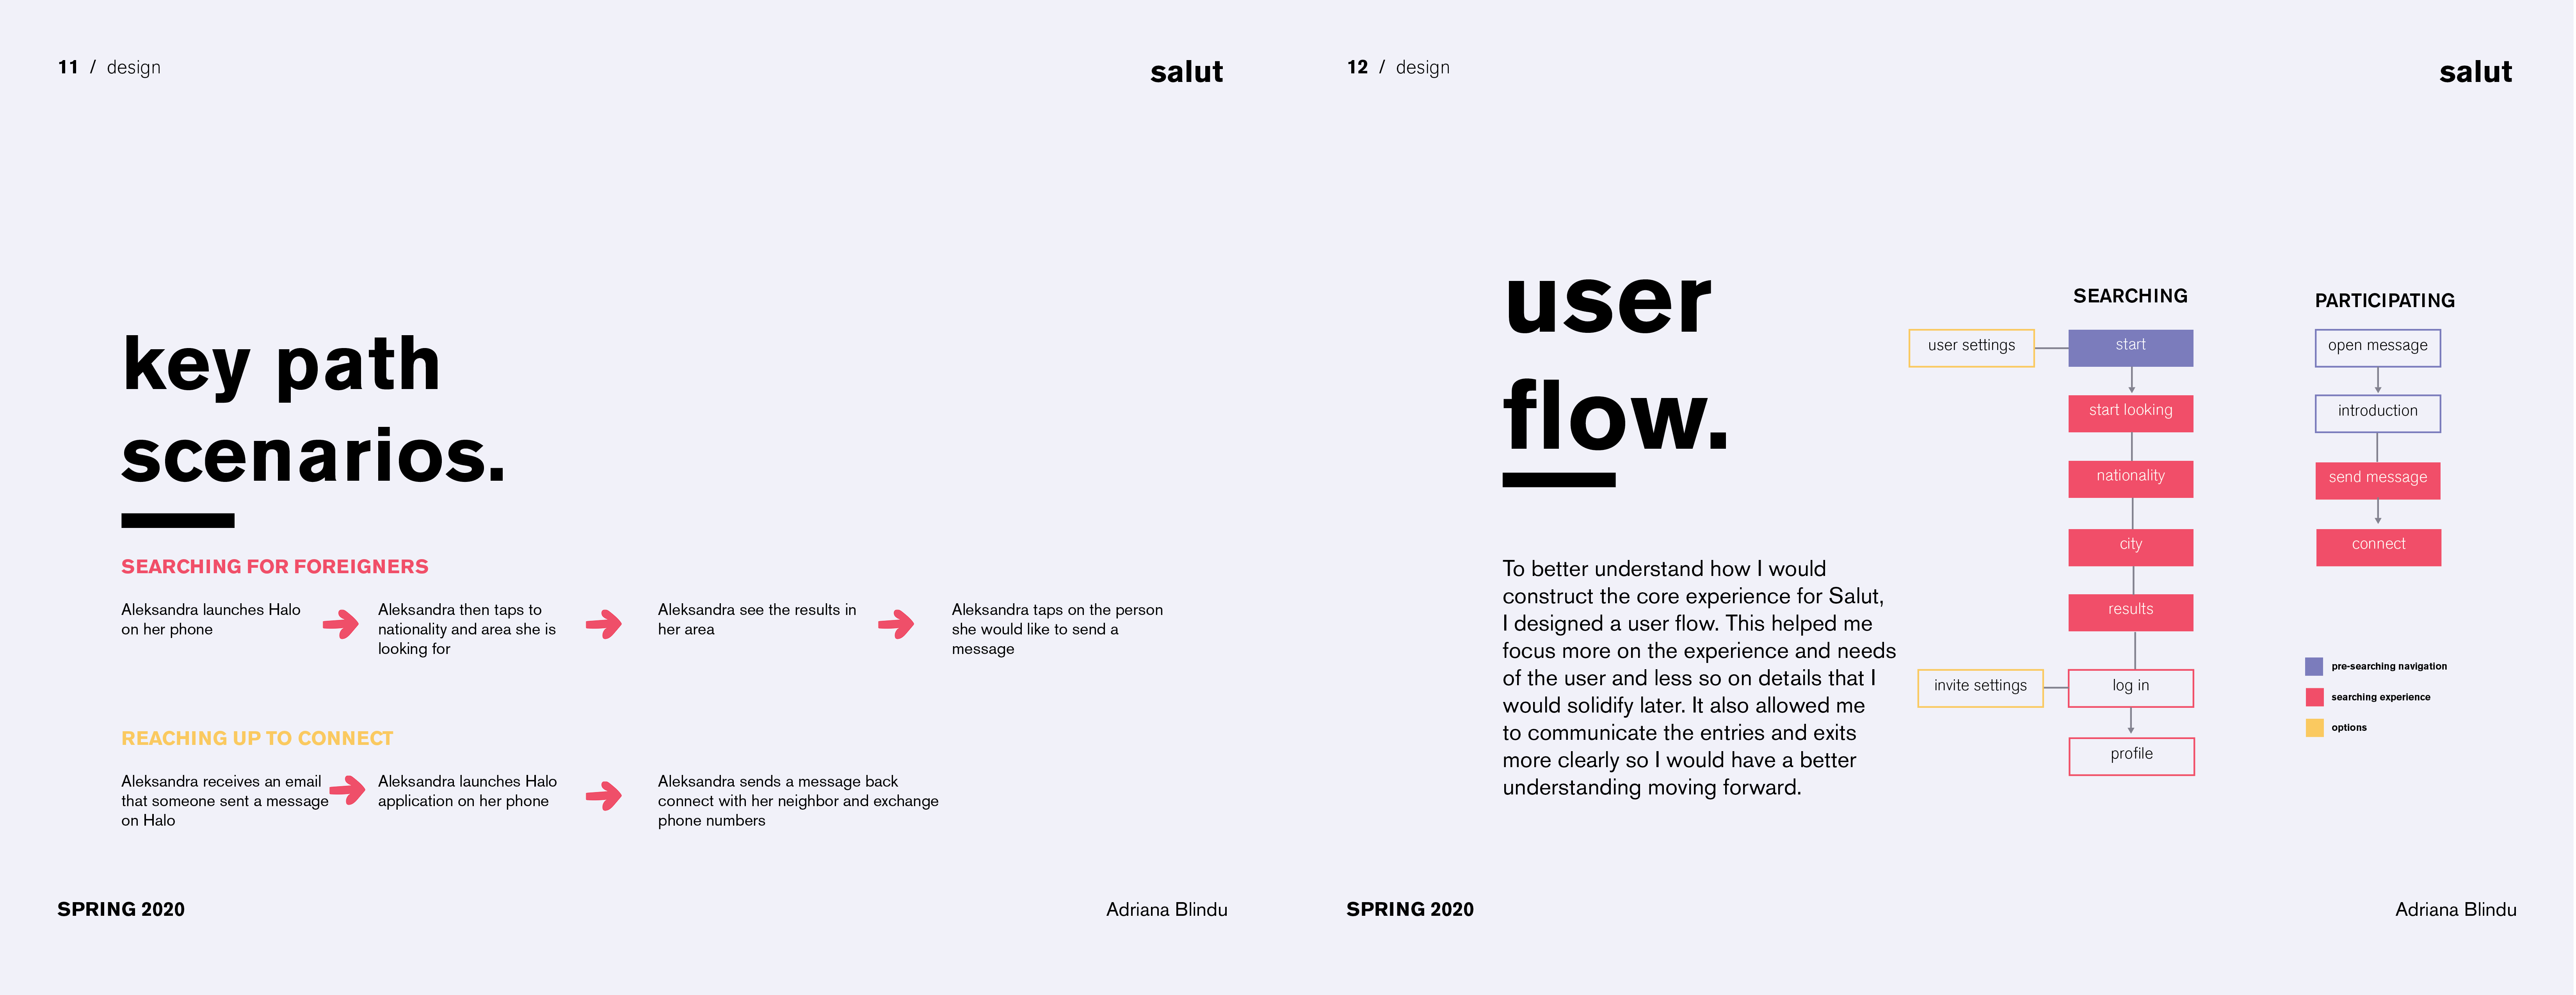 11 / design
salut
key path
scenarios.
SEARCHING FOR FOREIGNERS
Aleksandra launches Halo
on her phone
Aleksandra then taps to
nationality and area she is
looking for
Aleksandra see the results in
her area
Aleksandra taps on the person
she would like to send a
message
REACHING UP TO CONNECT
Aleksandra receives an email
that someone sent a message
on Halo
Aleksandra launches Halo
application on her phone
Aleksandra sends a message back
connect with her neighbor and exchange
phone numbers
SPRING 2020
Adriana Blindu
12 / design
salut
user
flow.
To better understand how I would
construct the core experience for Salut,
I designed a user flow. This helped me
focus more on the experience and needs
of the user and less so on details that I
would solidify later. It also allowed me
to communicate the entries and exits
more clearly so I would have a better
understanding moving forward.
SEARCHING
user settings
start
start looking
nationality
city
results
invite settings
log in
profile
PARTICIPATING
open message
introduction
send message
connect
pre-searching navigation
searching experience
options
SPRING 2020
Adriana Blindu